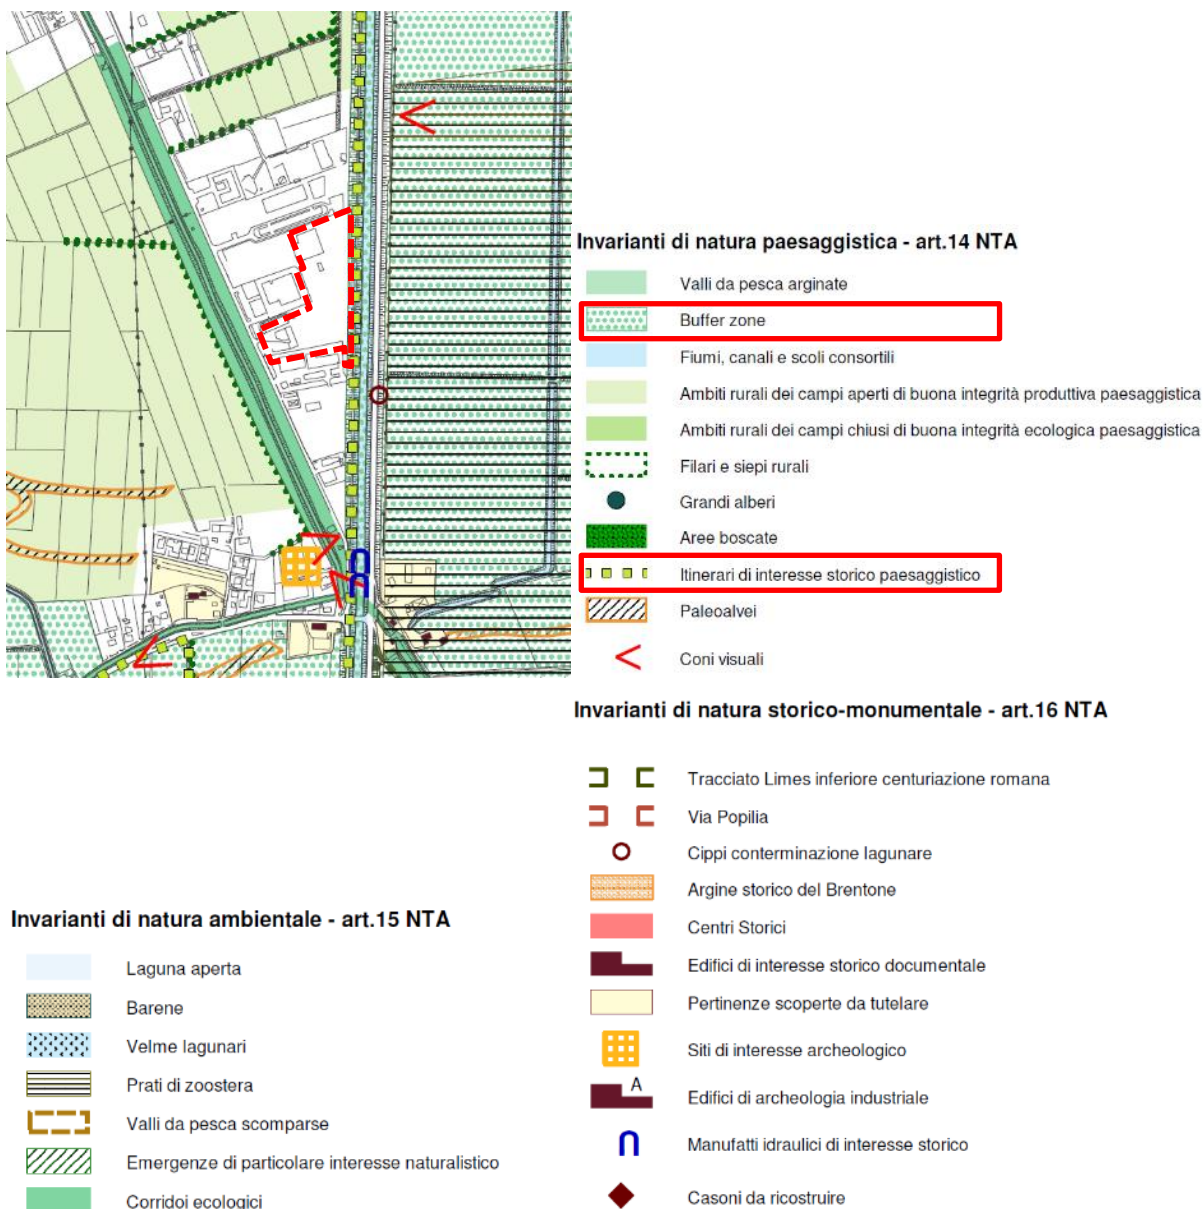 Invarianti di natura paesaggistica - art.14 NTA
Valli da pesca arginate
Buffer zone
Fiumi, canali e scoli consortili
Ambiti rurali dei campi aperti di buona integrità produttiva paesaggistica
Ambiti rurali dei campi chiusi di buona integrità ecologica paesaggistica
Filari e siepi rurali
Grandi alberi
Aree boscate
Itinerari di interesse storico paesaggistico
Paleoalvei
Coni visuali
Invarianti di natura storico-monumentale - art.16 NTA
Tracciato Limes inferiore centuriazione romana
Via Popilia
Cippi conterminazione lagunare
Argine storico del Brentone
Centri Storici
Edifici di interesse storico documentale
Pertinenze scoperte da tutelare
Siti di interesse archeologico
A
Edifici di archeologia industriale
Manufatti idraulici di interesse storico
Casoni da ricostruire
Invarianti di natura ambientale - art.15 NTA
Laguna aperta
Barene
Velme lagunari
Prati di zoostera
Valli da pesca scomparse
Emergenze di particolare interesse naturalistico
Corridoi ecologici